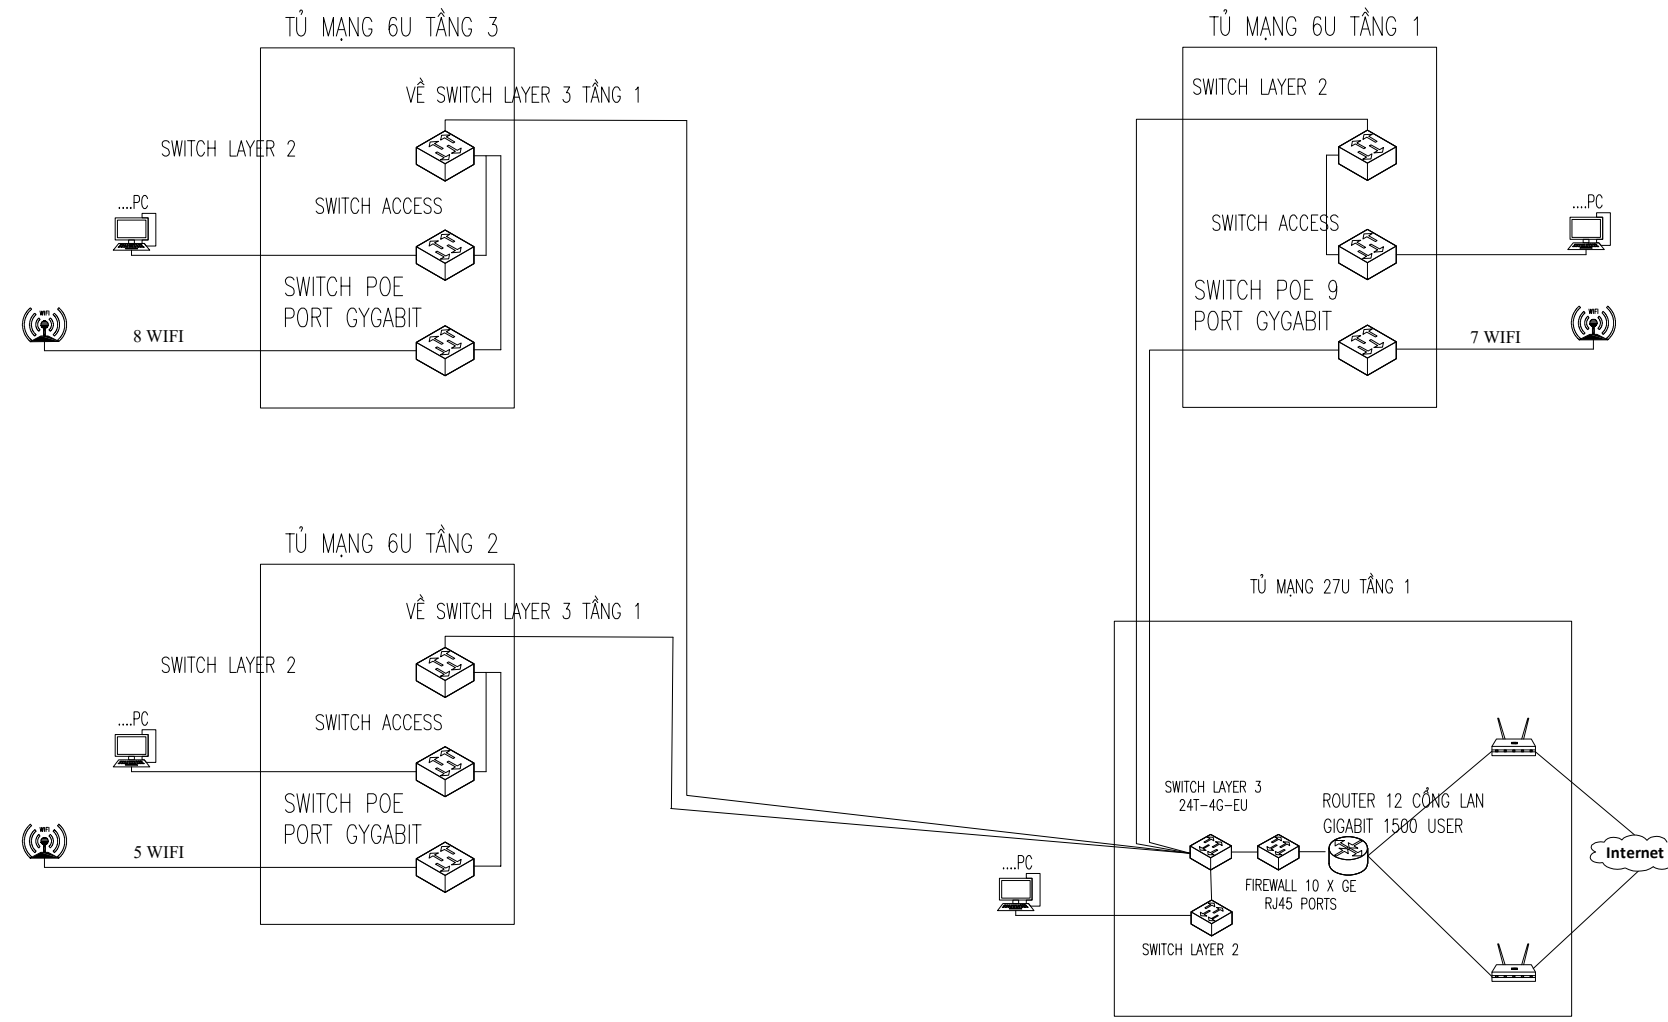 TỦ MẠNG 6U TẦNG 3
VỀ SWITCH LAYER 3 TẦNG 1
SWITCH LAYER 2
....PC
SWITCH ACCESS
SWITCH POE
PORT GYGABIT
WIFI
8 WIFI
TỦ MẠNG 6U TẦNG 1
SWITCH LAYER 2
....PC
SWITCH ACCESS
SWITCH POE 9
PORT GYGABIT
WIFI
7 WIFI
TỦ MẠNG 6U TẦNG 2
VỀ SWITCH LAYER 3 TẦNG 1
SWITCH LAYER 2
....PC
SWITCH ACCESS
SWITCH POE
PORT GYGABIT
WIFI
5 WIFI
TỦ MẠNG 27U TẦNG 1
SWITCH LAYER 3
24T-4G-EU
ROUTER 12 CỔNG LAN
GIGABIT 1500 USER
Internet
....PC
FIREWALL 10 X GE
RJ45 PORTS
SWITCH LAYER 2